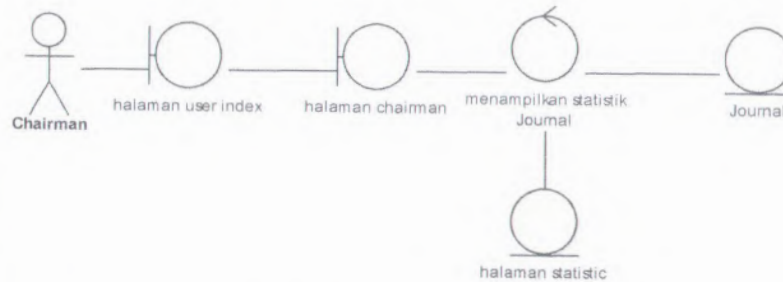 Chairman
halaman user index
halaman chairman
menampilkan statistik
Journal
Journal
halaman statistic